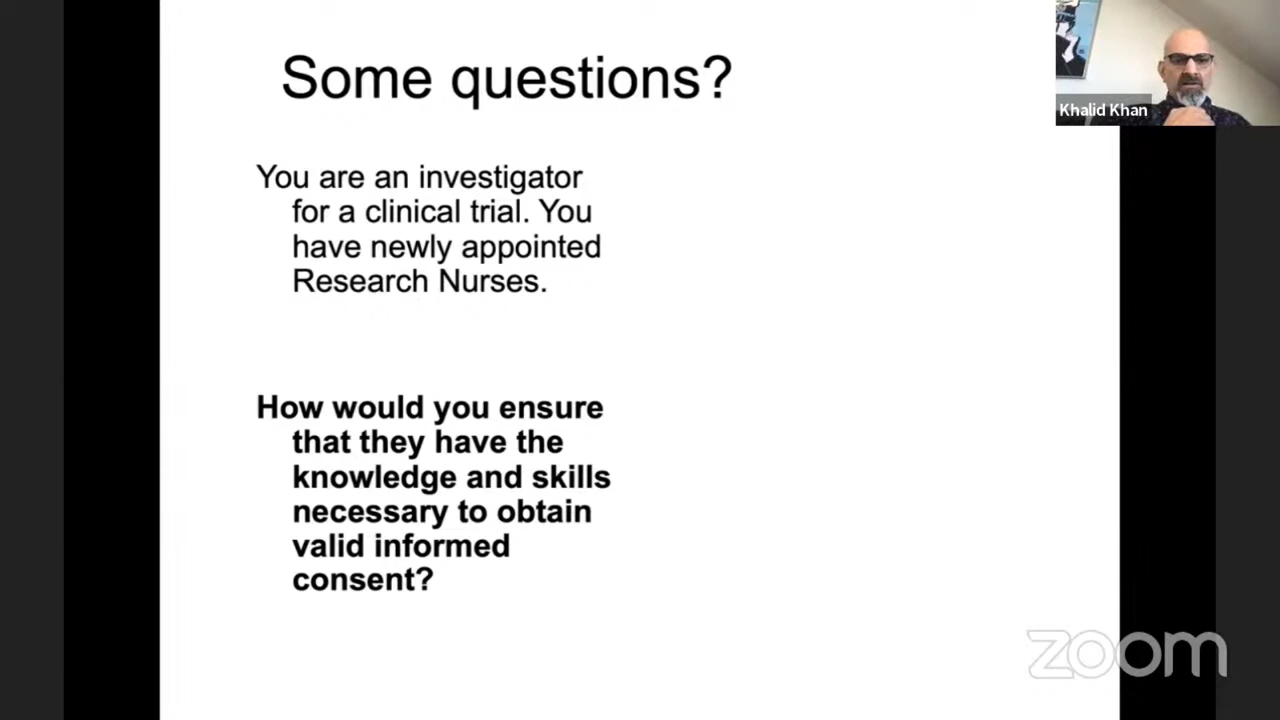 Some questions?
You are an investigator
for a clinical trial. You
have newly appointed
Research Nurses.
How would you ensure
that they have the
knowledge and skills
necessary to obtain
valid informed
consent?
Khalid Khan
zoom